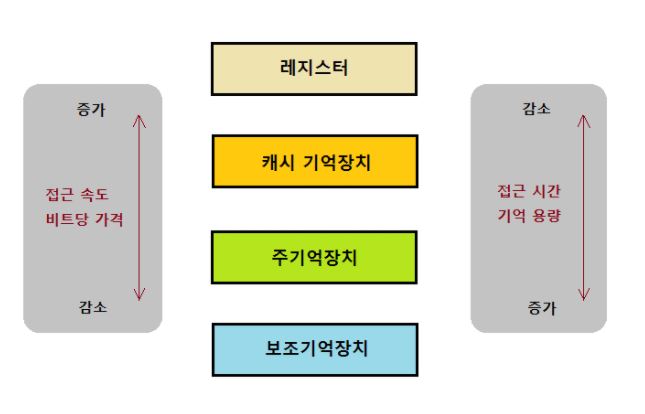 레지스터
증가
감소
캐시 기억장치
접근 속도
비트당 가격
접근 시간
기억 용량
주기억장치
감소
증가
보조기억장치